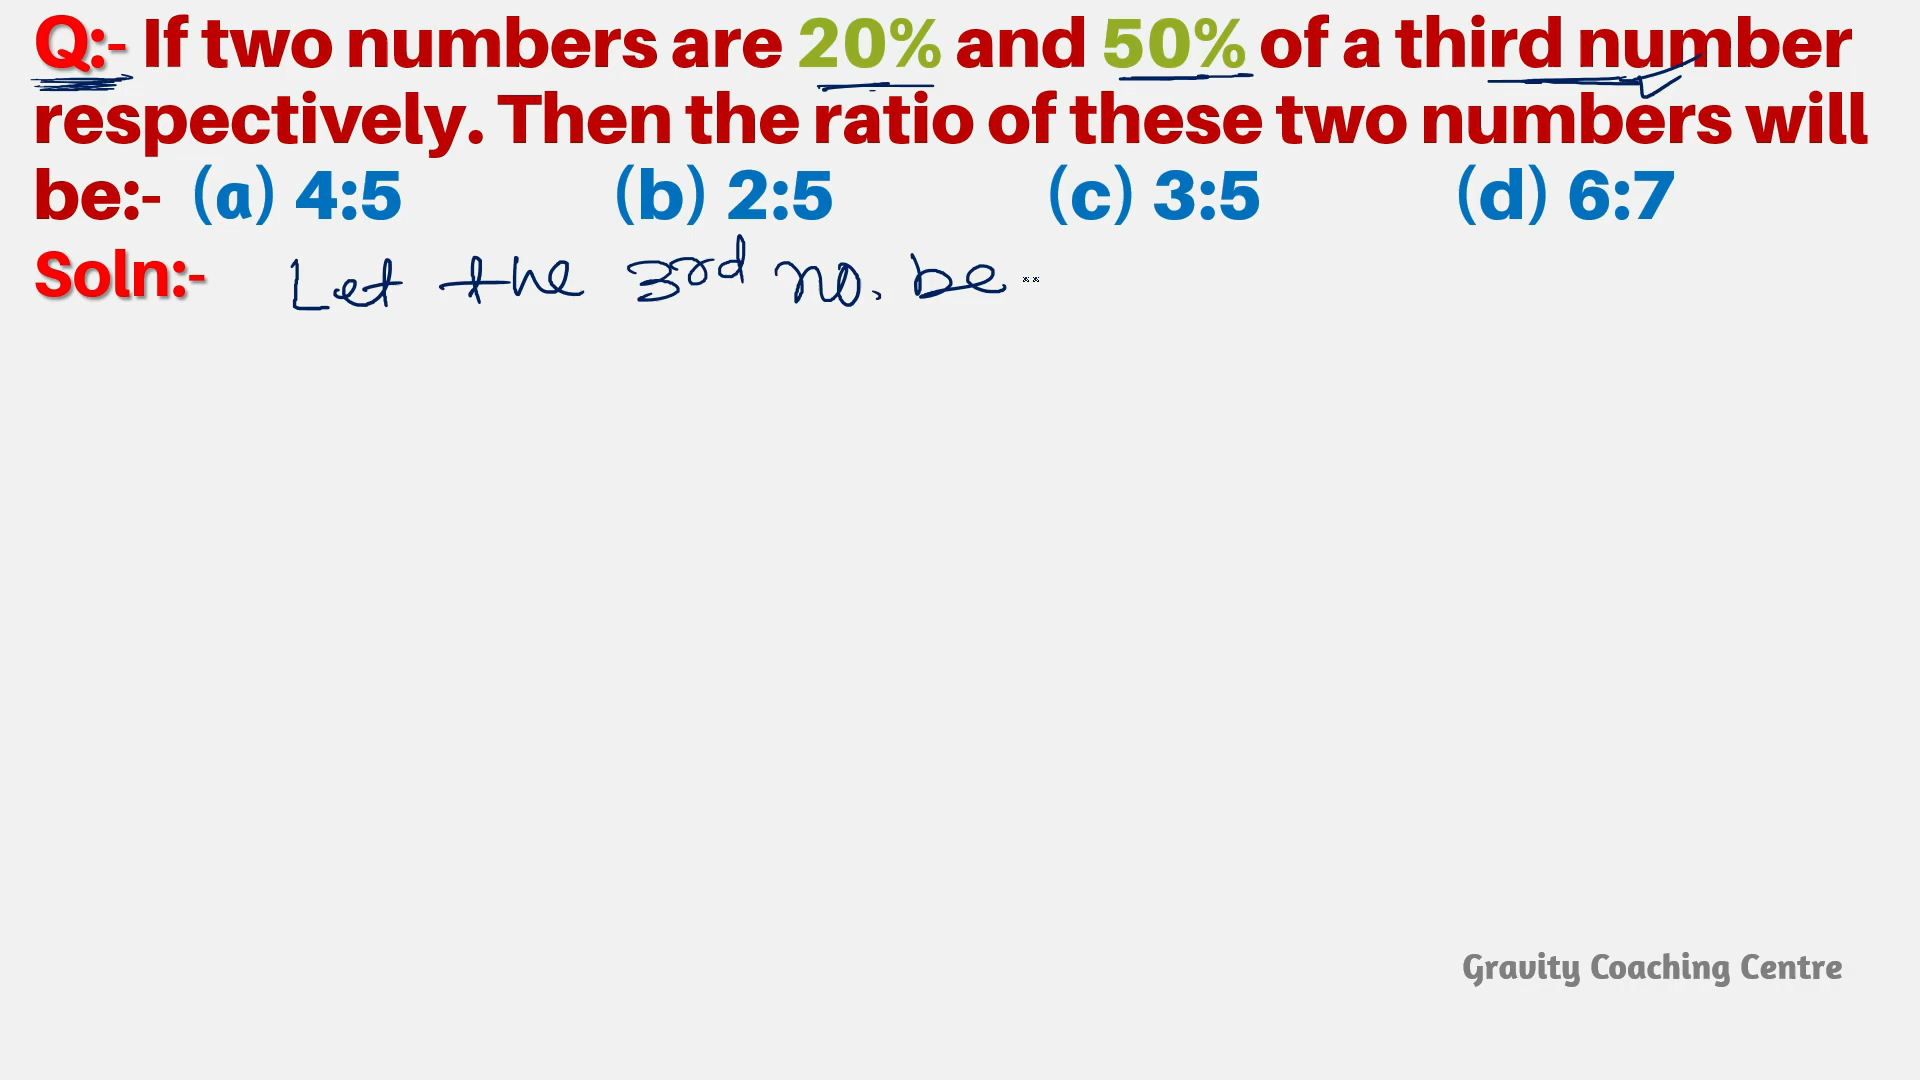 Q:- If two numbers are 20% and 50% of a third number
respectively. Then the ratio of these two numbers will
be:- (a) 4:5 (b) 2:5 (c) 3:5 (d) 6:7
Soln:- Let the 3rd no. be
Gravity Coaching Centre